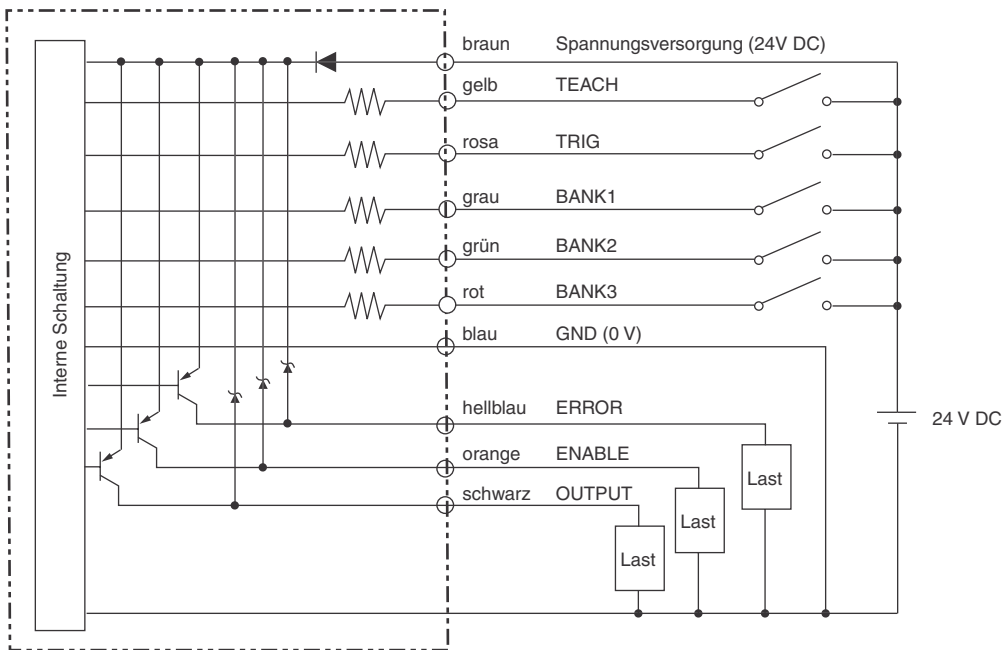 Interne Schaltung
braun Spannungsversorgung (24V DC)
gelb TEACH
rosa TRIG
grau BANK1
grün BANK2
rot BANK3
blau GND (0 V)
hellblau ERROR
24 V DC
orange ENABLE
Last
schwarz OUTPUT
Last
Last